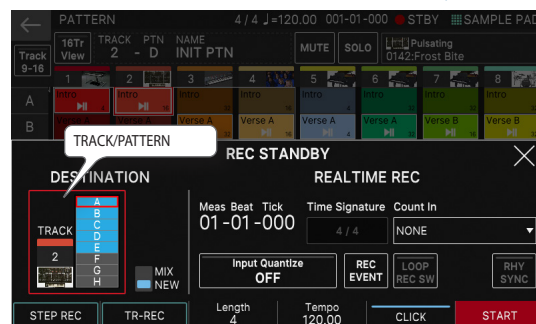 PATTERN 4 / 4 ♩=120.00 001-01-000 STBY SAMPLE PAD
Track 9-16
16Tr View
TRACK PTN NAME
2 - D INIT PTN
MUTE SOLO
Pulsating
0142:Frost Bite
1 2 3 4 5 6 7 8
A Intro Intro Intro Intro Intro Intro Intro Intro
B Verse A Verse A Verse A Verse A Verse A Verse B Verse B
TRACK/PATTERN
REC STANDBY
DESTINATION
REALTIME REC
A
B
C
D
E
F
G
H
TRACK
2
MIX
NEW
Meas Beat Tick Time Signature Count In
01-01-000 4 / 4 NONE
Input Quantize
OFF
REC EVENT
LOOP REC SW
RHY SYNC
STEP REC TR-REC
Length
4
Tempo
120.00
CLICK START